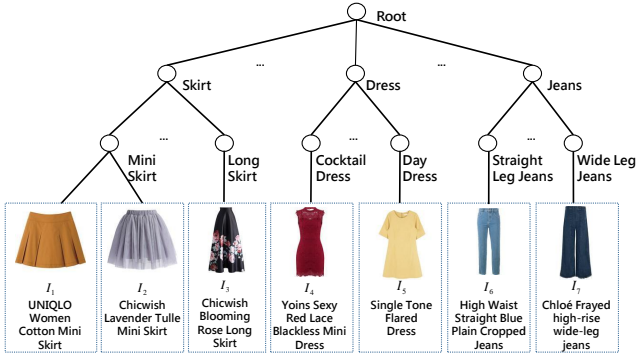 Root
...
...
Skirt
Dress
Jeans
...
...
...
Mini
Skirt
Long
Skirt
Cocktail
Dress
Day
Dress
Straight
Leg Jeans
Wide Leg
Jeans
I1
UNIQLO
Women
Cotton Mini
Skirt
I2
Chicwish
Lavender Tulle
Mini Skirt
I3
Chicwish
Blooming
Rose Long
Skirt
I4
Yoins Sexy
Red Lace
Blackless Mini
Dress
I5
Single Tone
Flared
Dress
I6
High Waist
Straight Blue
Plain Cropped
Jeans
I7
Chloé Frayed
high-rise
wide-leg
jeans